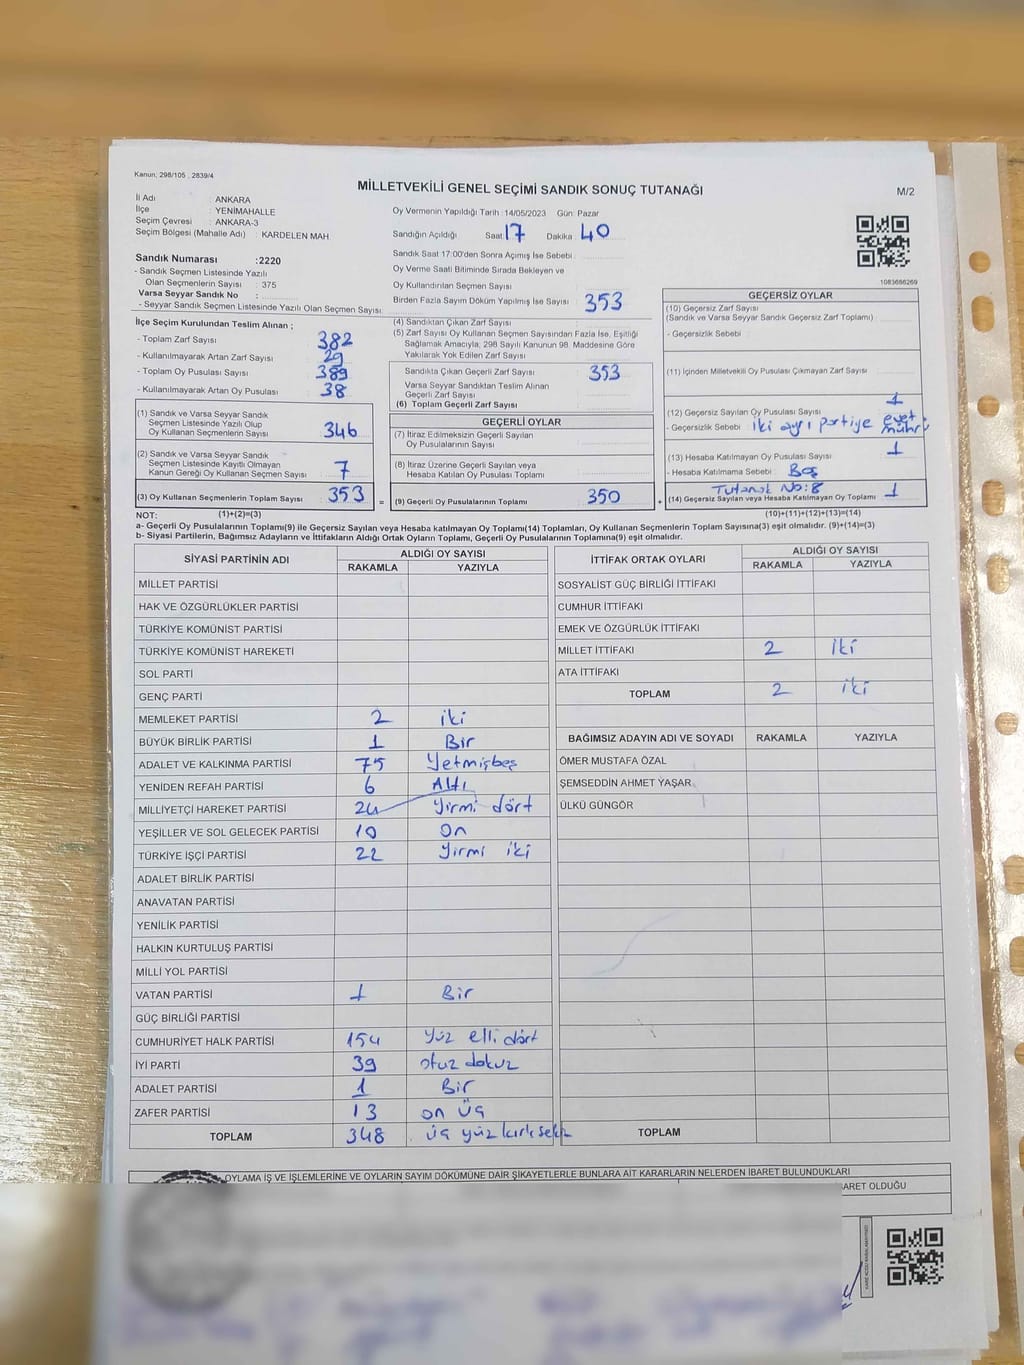 Kanun, 298/105 , 2839/4
MİLLETVEKİLİ GENEL SEÇİMİ SANDIK SONUÇ TUTANAĞI
M/2
İl Adı : ANKARA
İlçe : YENİMAHALLE
Seçim Çevresi : ANKARA-3
Seçim Bölgesi (Mahalle Adı) : KARDELEN MAH
Sandık Numarası :2220
- Sandık Seçmen Listesinde Yazılı
Olan Seçmenlerin Sayısı : 375
Varsa Seyyar Sandık No :
- Seyyar Sandık Seçmen Listesinde Yazılı Olan Seçmen Sayısı:
Oy Vermenin Yapıldığı Tarih :14/05/2023 Gün: Pazar
Sandığın Açıldığı Saat: 17 Dakika 40
Sandık Saat 17:00'den Sonra Açımış İse Sebebi :
Oy Verme Saati Bitiminde Sırada Bekleyen ve
Oy Kullandırılan Seçmen Sayısı :
Birden Fazla Sayım Döküm Yapılmış İse Sayısı : 353
1083686269
İlçe Seçim Kurulundan Teslim Alınan ;
- Toplam Zarf Sayısı 382
- Kullanılmayarak Artan Zarf Sayısı 29
- Toplam Oy Pusulası Sayısı 389
- Kullanılmayarak Artan Oy Pusulası 38
(1) Sandık ve Varsa Seyyar Sandık
Seçmen Listesinde Yazılı Olup
Oy Kullanan Seçmenlerin Sayısı 346
(2) Sandık ve Varsa Seyyar Sandık
Seçmen Listesinde Kayıtlı Olmayan
Kanun Gereği Oy Kullanan Seçmen Sayısı 7
(3) Oy Kullanan Seçmenlerin Toplam Sayısı 353 =
(4) Sandıktan Çıkan Zarf Sayısı
(5) Zarf Sayısı Oy Kullanan Seçmen Sayısından Fazla İse, Eşitliği
Sağlamak Amacıyla; 298 Sayılı Kanunun 98. Maddesine Göre
Yakılarak Yok Edilen Zarf Sayısı
Sandıkta Çıkan Geçerli Zarf Sayısı 353
Varsa Seyyar Sandıktan Teslim Alınan
Geçerli Zarf Sayısı
(6) Toplam Geçerli Zarf Sayısı
GEÇERLİ OYLAR
(7) İtiraz Edilmeksizin Geçerli Sayılan
Oy Pusulalarının Sayısı
(8) İtiraz Üzerine Geçerli Sayılan veya
Hesaba Katılan Oy Pusulası Toplamı
(9) Geçerli Oy Pusulalarının Toplamı 350 +
GEÇERSİZ OYLAR
(10) Geçersiz Zarf Sayısı
(Sandık ve Varsa Seyyar Sandık Geçersiz Zarf Toplamı)
- Geçersizlik Sebebi :
(11) İçinden Milletvekili Oy Pusulası Çıkmayan Zarf Sayısı
(12) Geçersiz Sayılan Oy Pusulası Sayısı 1
- Geçersizlik Sebebi : İki ayrı partiye evet mührü
(13) Hesaba Katılmayan Oy Pusulası Sayısı 1
- Hesaba Katılmama Sebebi : Boş
Tutanak No: 8
(14) Geçersiz Sayılan veya Hesaba Katılmayan Oy Toplamı 1
NOT: (1)+(2)=(3) (10)+(11)+(12)+(13)=(14)
a- Geçerli Oy Pusulalarının Toplamı(9) ile Geçersiz Sayılan veya Hesaba katılmayan Oy Toplamı(14) Toplamları, Oy Kullanan Seçmenlerin Toplam Sayısına(3) eşit olmalıdır. (9)+(14)=(3)
b- Siyasi Partilerin, Bağımsız Adayların ve İttifakların Aldığı Oyların Toplamı, Geçerli Oy Pusulalarının Toplamına(9) eşit olmalıdır.
SİYASİ PARTİNİN ADI ALDIĞI OY SAYISI
RAKAMLA YAZIYLA
MİLLET PARTİSİ
HAK VE ÖZGÜRLÜKLER PARTİSİ
TÜRKİYE KOMÜNİST PARTİSİ
TÜRKİYE KOMÜNİST HAREKETİ
SOL PARTİ
GENÇ PARTİ
MEMLEKET PARTİSİ 2 iki
BÜYÜK BİRLİK PARTİSİ 1 Bir
ADALET VE KALKINMA PARTİSİ 75 Yetmişbeş
YENİDEN REFAH PARTİSİ 6 Altı
MİLLİYETÇİ HAREKET PARTİSİ 24 Yirmi dört
YEŞİLLER VE SOL GELECEK PARTİSİ 10 On
TÜRKİYE İŞÇİ PARTİSİ 22 Yirmi iki
ADALET BİRLİK PARTİSİ
ANAVATAN PARTİSİ
YENİLİK PARTİSİ
HALKIN KURTULUŞ PARTİSİ
MİLLİ YOL PARTİSİ
VATAN PARTİSİ 1 Bir
GÜÇ BİRLİĞİ PARTİSİ
CUMHURİYET HALK PARTİSİ 154 Yüz elli dört
İYİ PARTİ 39 otuz dokuz
ADALET PARTİSİ 1 Bir
ZAFER PARTİSİ 13 on üç
TOPLAM 348 üç yüz kırk sekiz
İTTİFAK ORTAK OYLARI ALDIĞI OY SAYISI
RAKAMLA YAZIYLA
SOSYALİST GÜÇ BİRLİĞİ İTTİFAKI
CUMHUR İTTİFAKI
EMEK VE ÖZGÜRLÜK İTTİFAKI
MİLLET İTTİFAKI 2 iki
ATA İTTİFAKI
TOPLAM 2 iki
BAĞIMSIZ ADAYIN ADI VE SOYADI RAKAMLA YAZIYLA
ÖMER MUSTAFA ÖZAL
ŞEMSEDDİN AHMET YAŞAR
ÜLKÜ GÜNGÖR
TOPLAM
OYLAMA İŞ VE İŞLEMLERİNE VE OYLARIN SAYIM DÖKÜMÜNE DAİR ŞİKAYETLERLE BUNLARA AİT KARARLARIN NELERDEN İBARET BULUNDUKLARI
ARET OLDUĞU